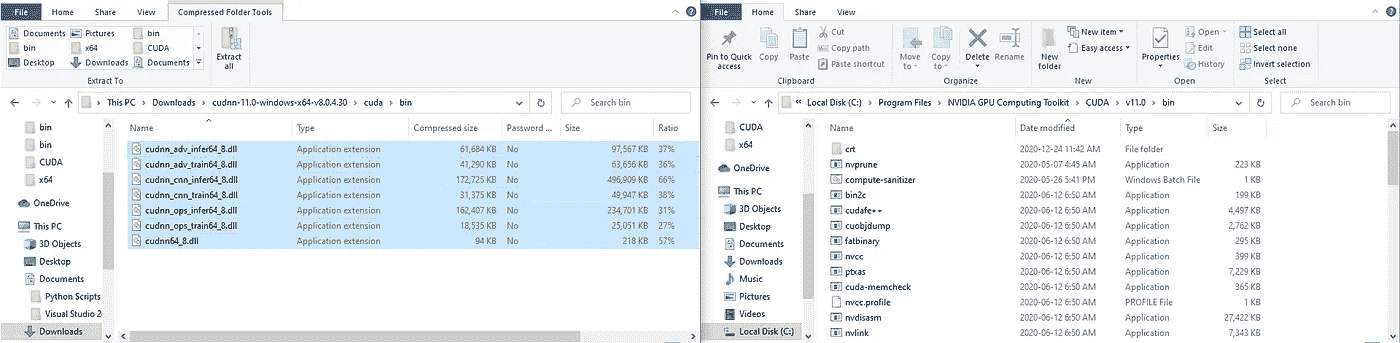 File Compressed Folder Tools
Documents Pictures bin
bin x64 CUDA
Desktop Downloads Documents
Extract all
Extract To
This PC > Downloads > cudnn-11.0-windows-x64-v8.0.4.30 > cuda > bin
Search bin
bin
bin
CUDA
x64
OneDrive
This PC
3D Objects
Desktop
Documents
Python Scripts
Visual Studio 2
Downloads
Name Type Compressed size Password ... Size Ratio
cudnn_adv_infer64_8.dll Application extension 61,684 KB No 97,567 KB 37%
cudnn_adv_train64_8.dll Application extension 41,290 KB No 63,656 KB 36%
cudnn_cnn_infer64_8.dll Application extension 172,725 KB No 496,909 KB 66%
cudnn_cnn_train64_8.dll Application extension 31,375 KB No 49,947 KB 38%
cudnn_ops_infer64_8.dll Application extension 162,407 KB No 234,701 KB 31%
cudnn_ops_train64_8.dll Application extension 18,535 KB No 25,051 KB 27%
cudnn64_8.dll Application extension 94 KB No 218 KB 57%
File Home Share View
Pin to Quick access
Copy
Paste
Cut
Copy path
Paste shortcut
Clipboard
Move to
Copy to
Delete
Rename
Organize
New folder
New item
Easy access
New
Properties
Open
Edit
History
Open
Select all
Select none
Invert selection
Select
« Local Disk (C:) > Program Files > NVIDIA GPU Computing Toolkit > CUDA > v11.0 > bin
Search bin
CUDA
x64
OneDrive
This PC
3D Objects
Desktop
Documents
Downloads
Music
Pictures
Videos
Local Disk (C:)
Name Date modified Type Size
crt 2020-12-24 11:42 AM File folder
nvprune 2020-05-07 4:45 AM Application 223 KB
compute-sanitizer 2020-05-26 5:41 PM Windows Batch File 1 KB
bin2c 2020-06-12 6:50 AM Application 199 KB
cudafe++ 2020-06-12 6:50 AM Application 4,497 KB
cuobjdump 2020-06-12 6:50 AM Application 2,762 KB
fatbinary 2020-06-12 6:50 AM Application 295 KB
nvcc 2020-06-12 6:50 AM Application 399 KB
ptxas 2020-06-12 6:50 AM Application 7,229 KB
cuda-memcheck 2020-06-12 6:50 AM Application 365 KB
nvcc.profile 2020-06-12 6:50 AM PROFILE File 1 KB
nvdisasm 2020-06-12 6:50 AM Application 27,422 KB
nvlink 2020-06-12 6:50 AM Application 7,343 KB